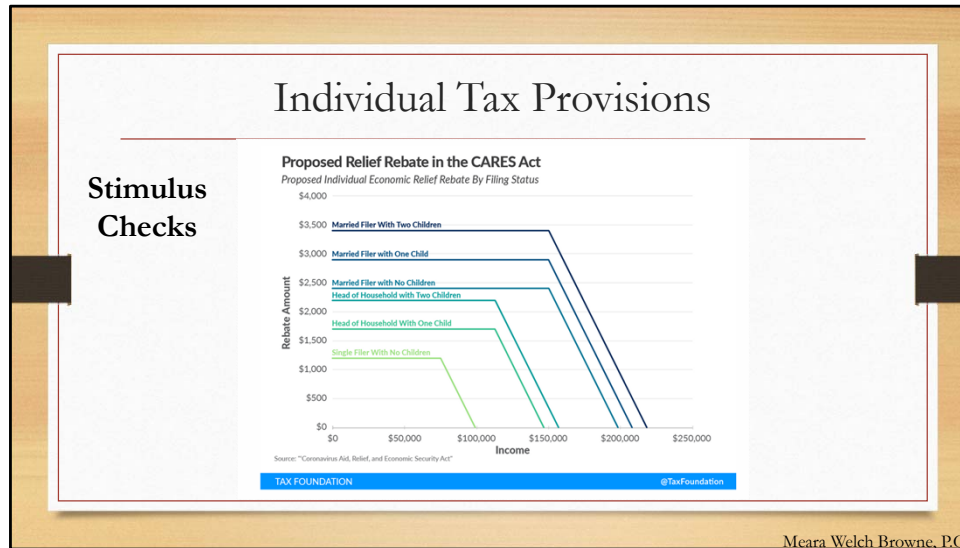 Individual Tax Provisions
Stimulus
Checks
Proposed Relief Rebate in the CARES Act
Proposed Individual Economic Relief Rebate By Filing Status
$4,000
$3,500
Married Filer With Two Children
$3,000
Married Filer with One Child
$2,500
Married Filer with No Children
Head of Household with Two Children
$2,000
Head of Household With One Child
$1,500
Single Filer With No Children
$1,000
$500
$0
Rebate Amount
$0 $50,000 $100,000 $150,000 $200,000 $250,000
Income
Source: "'Coronavirus Aid, Relief, and Economic Security Act"
TAX FOUNDATION @TaxFoundation
Meara Welch Browne, P.C